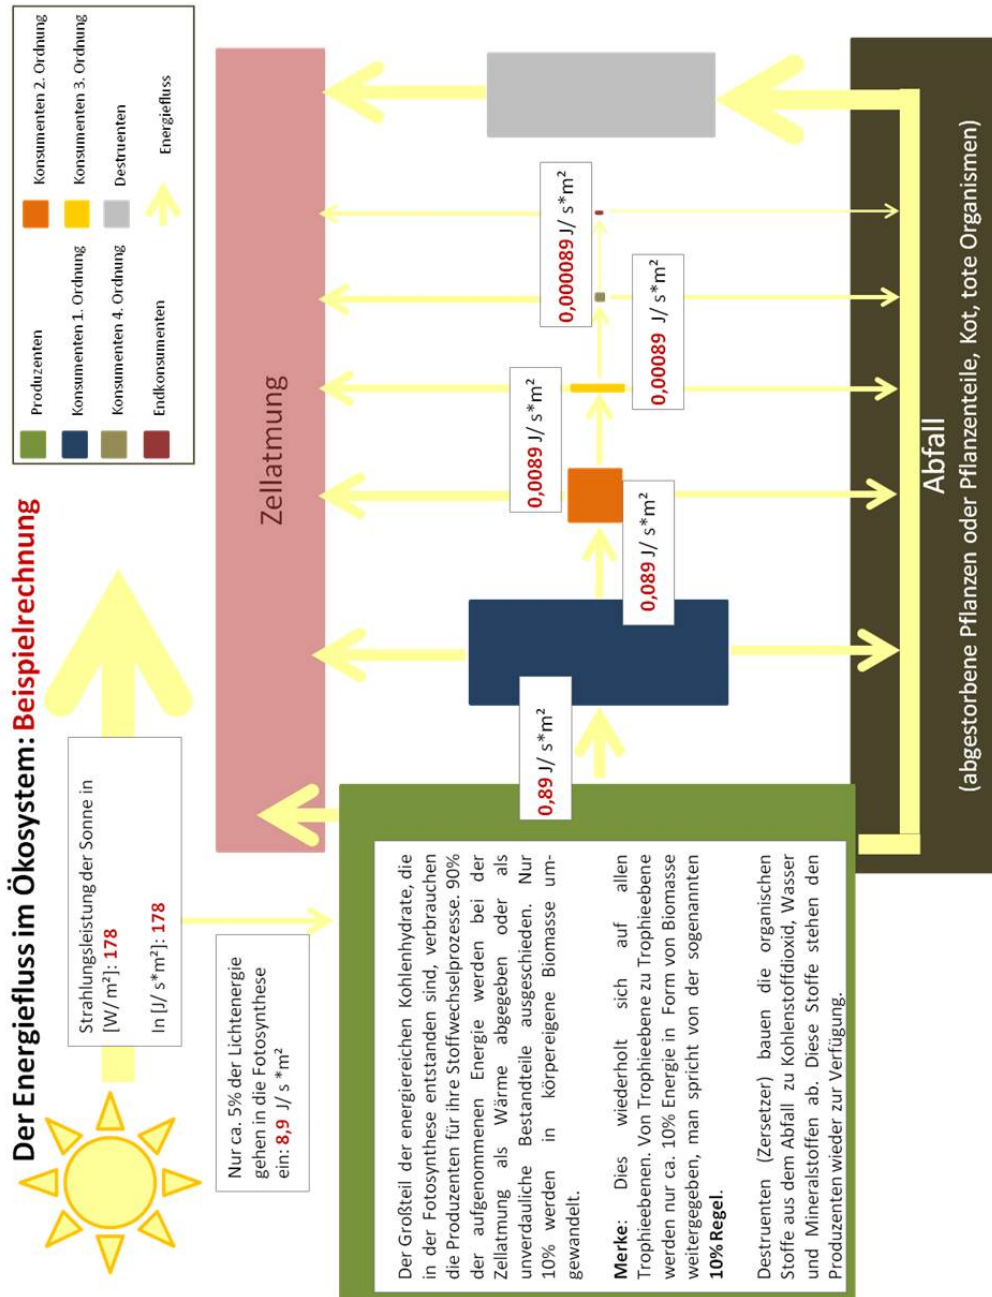 Der Energiefluss im Ökosystem: Beispielrechnung
Produzenten
Konsumenten 2. Ordnung
Konsumenten 1. Ordnung
Konsumenten 3. Ordnung
Konsumenten 4. Ordnung
Destruenten
Endkonsumenten
Energiefluss
Strahlungsleistung der Sonne in
[W/m²]: 178
In [J/ s*m²]: 178
Nur ca. 5% der Lichtenergie
gehen in die Fotosynthese
ein: 8,9 J/ s*m²
Zellatmung
Der Großteil der energiereichen Kohlenhydrate, die
in der Fotosynthese entstanden sind, verbrauchen
die Produzenten für ihre Stoffwechselprozesse. 90%
der aufgenommenen Energie werden bei der
Zellatmung als Wärme abgegeben oder als
unverdauliche Bestandteile ausgeschieden. Nur
10% werden in körpereigene Biomasse um-
gewandelt.
Merke: Dies wiederholt sich auf allen
Trophieebenen. Von Trophieebene zu Trophieebene
werden nur ca. 10% Energie in Form von Biomasse
weitergegeben, man spricht von der sogenannten
10% Regel.
Destruenten (Zersetzer) bauen die organischen
Stoffe aus dem Abfall zu Kohlenstoffdioxid, Wasser
und Mineralstoffen ab. Diese Stoffe stehen den
Produzenten wieder zur Verfügung.
0,89 J/ s*m²
0,089 J/ s*m²
0,0089 J/ s*m²
0,00089 J/ s*m²
0,000089 J/ s*m²
Abfall
(abgestorbene Pflanzen oder Pflanzenteile, Kot, tote Organismen)